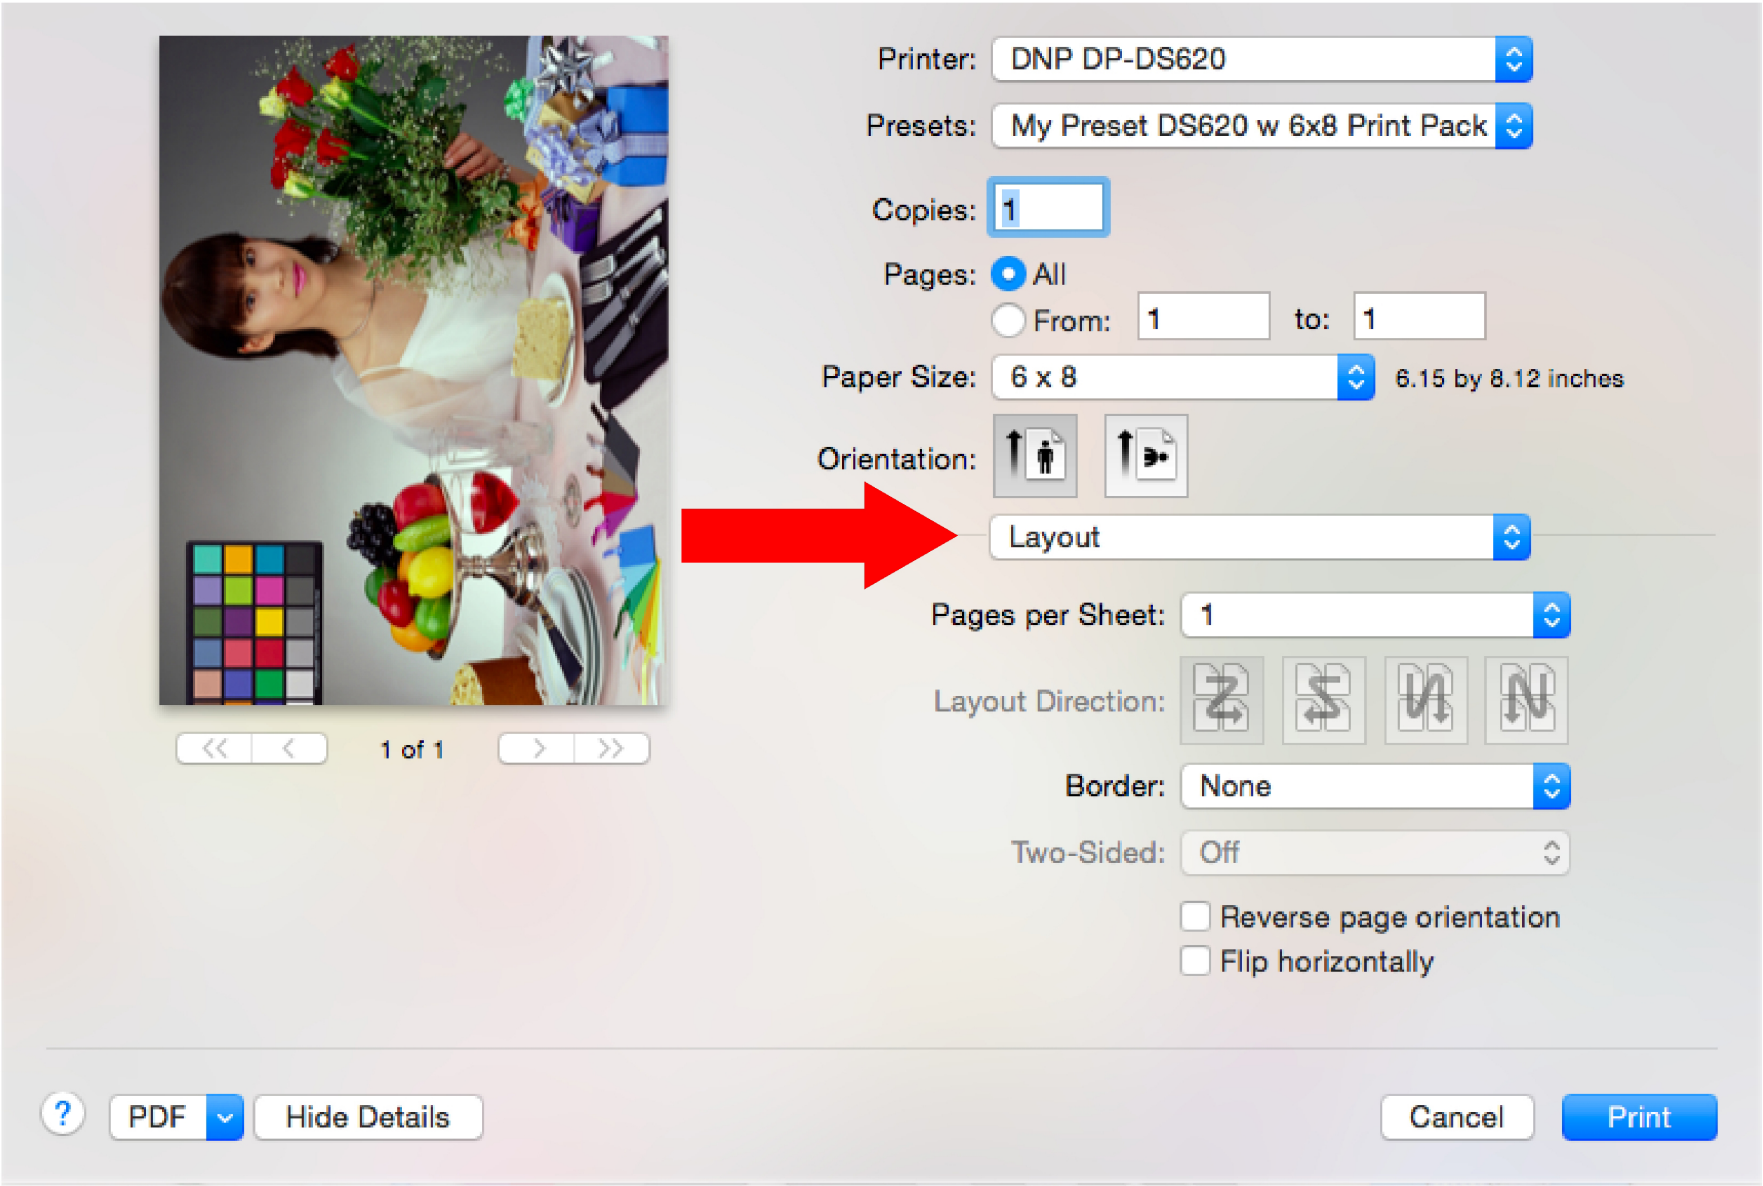 Printer: DNP DP-DS620
Presets: My Preset DS620 w 6x8 Print Pack
Copies: 1
Pages: All
From: 1 to: 1
Paper Size: 6 x 8 6.15 by 8.12 inches
Orientation:
Layout
Pages per Sheet: 1
Layout Direction:
Border: None
Two-Sided: Off
Reverse page orientation
Flip horizontally
<< < 1 of 1 > >>
? PDF Hide Details Cancel Print